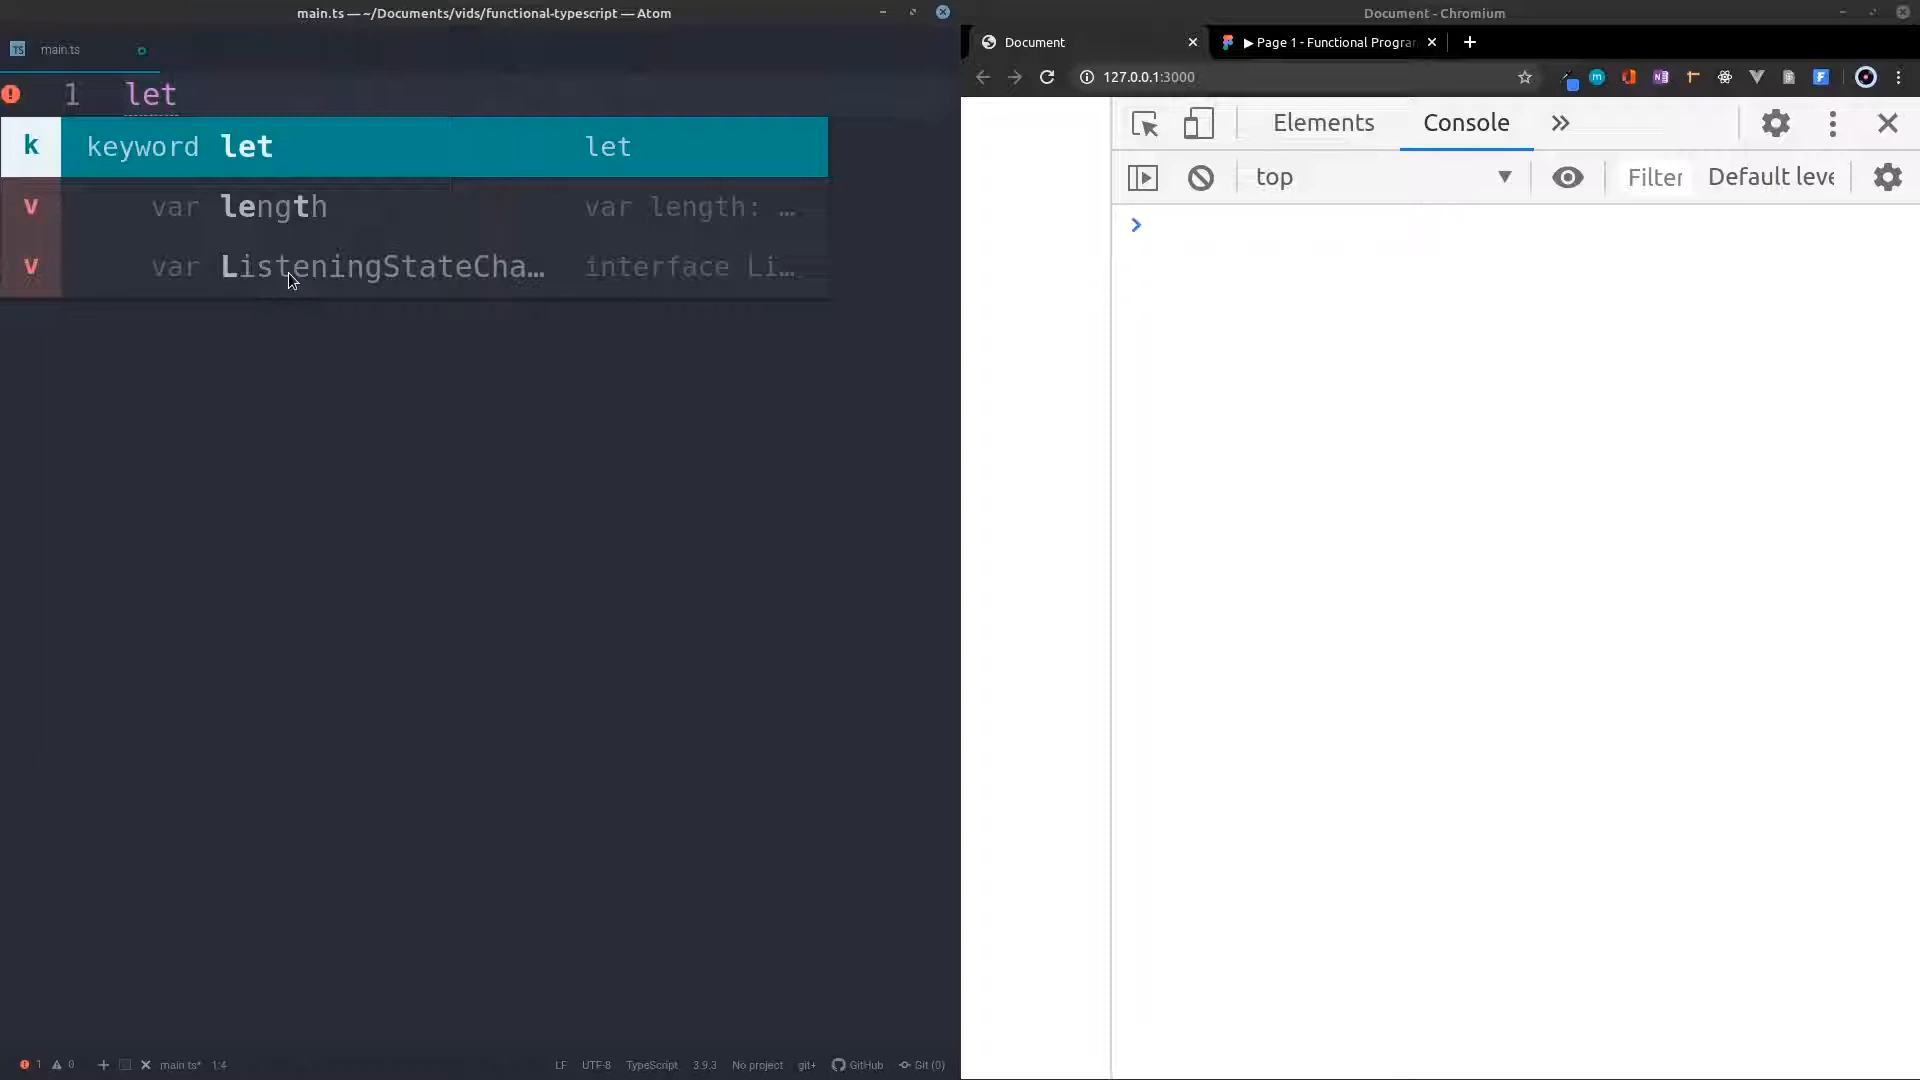 main.ts — ~/Documents/vids/functional-typescript — Atom
main.ts
1 let
k keyword let let
v var length var length: …
v var ListeningStateCha… interface Li…
1 0 main.ts* 1:4 LF UTF-8 TypeScript 3.9.3 No project git+ GitHub Git (0)
Document - Chromium
Document ▶ Page 1 - Functional Progra
127.0.0.1:3000
Elements Console
top Filter Default leve